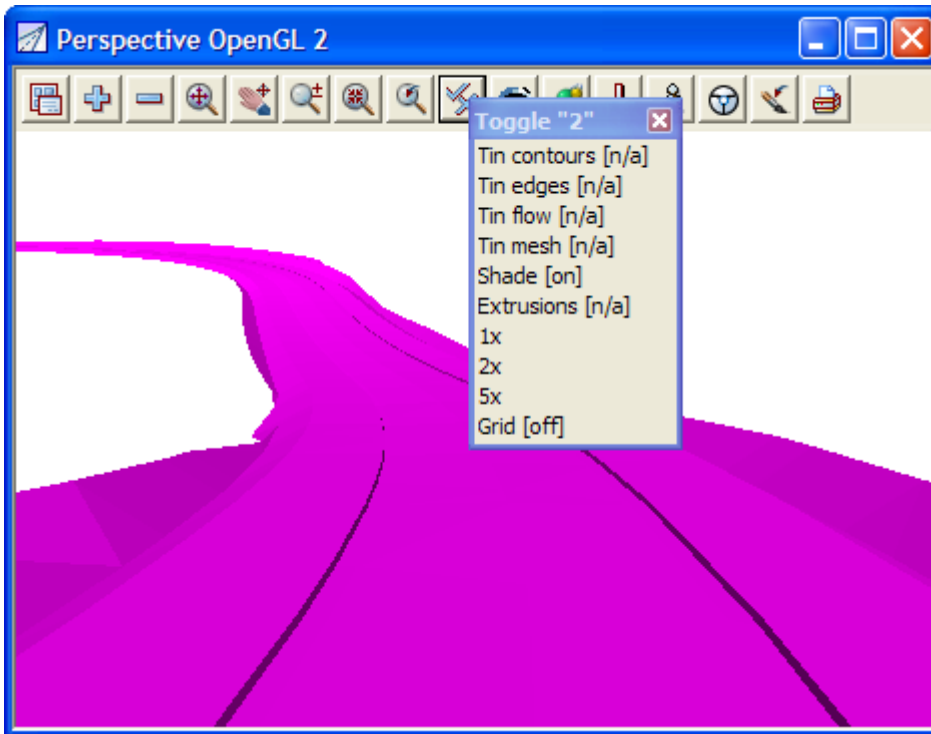 Perspective OpenGL 2
Toggle "2"
Tin contours [n/a]
Tin edges [n/a]
Tin flow [n/a]
Tin mesh [n/a]
Shade [on]
Extrusions [n/a]
1x
2x
5x
Grid [off]